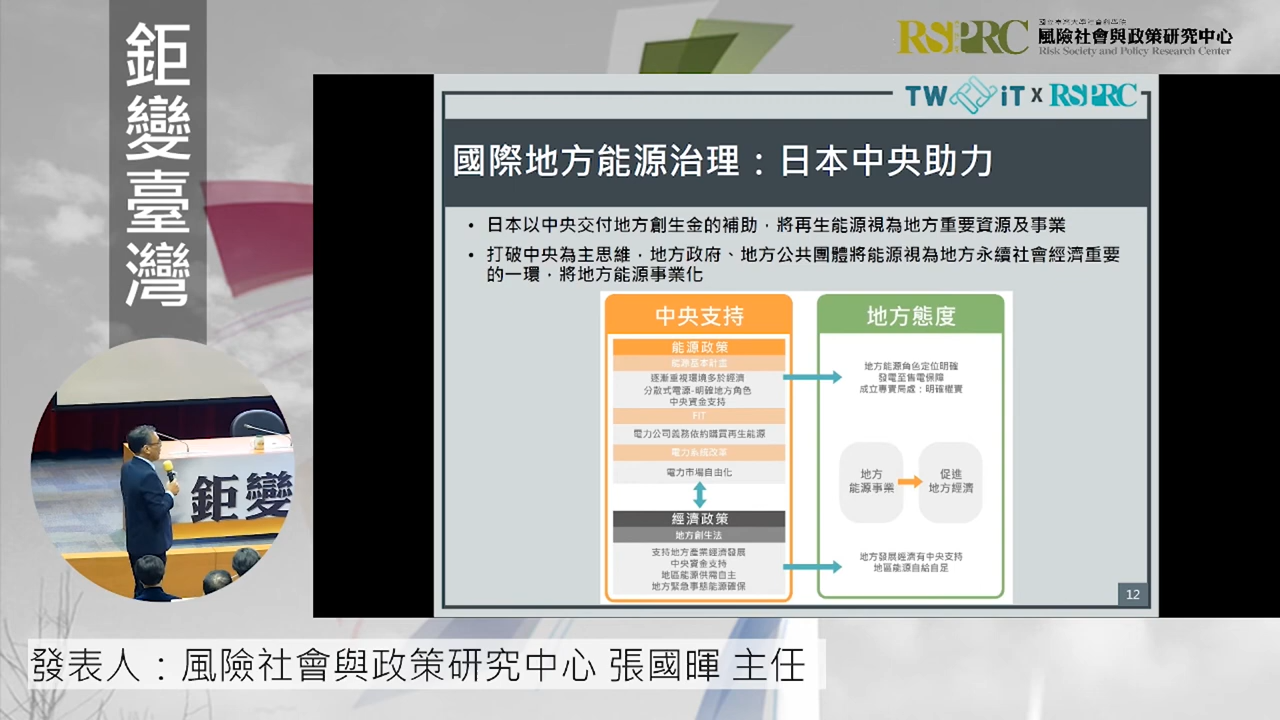 鉅變臺灣
RSPRC
國立臺灣大學社會科學院
風險社會與政策研究中心
Risk Society and Policy Research Center
TW iT X RSPRC
國際地方能源治理：日本中央助力
• 日本以中央交付地方創生金的補助，將再生能源視為地方重要資源及事業
• 打破中央為主思維，地方政府、地方公共團體將能源視為地方永續社會經濟重要
的一環，將地方能源事業化
中央支持
能源政策
能源基本計畫
逐漸重視環境多於經濟
分散式電源-明確地方角色
中央資金支持
FIT
電力公司義務依約購買再生能源
電力系統改革
電力市場自由化
經濟政策
地方創生法
支持地方產業經濟發展
中央資金支持
地區能源供需自主
地方緊急事態能源確保
地方態度
地方能源角色定位明確
發電至售電保障
成立專責局處：明確權責
地方
能源事業
促進
地方經濟
地方發展經濟有中央支持
地區能源自給自足
12
鉅變
發表人：風險社會與政策研究中心 張國暉 主任